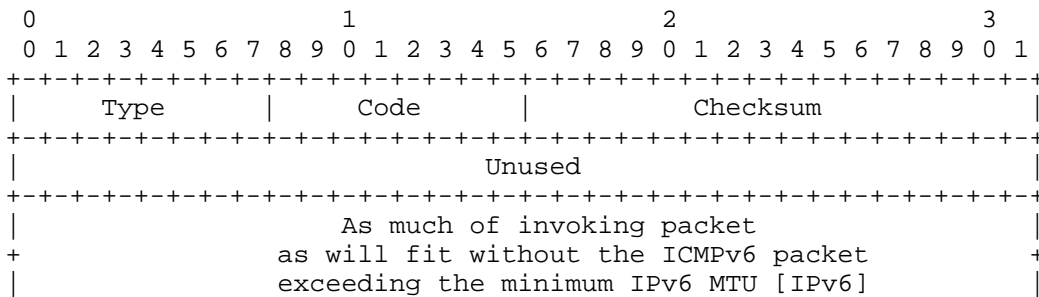 0                   1                   2                   3
 0 1 2 3 4 5 6 7 8 9 0 1 2 3 4 5 6 7 8 9 0 1 2 3 4 5 6 7 8 9 0 1
+-+-+-+-+-+-+-+-+-+-+-+-+-+-+-+-+-+-+-+-+-+-+-+-+-+-+-+-+-+-+-+-+
|     Type      |     Code      |          Checksum             |
+-+-+-+-+-+-+-+-+-+-+-+-+-+-+-+-+-+-+-+-+-+-+-+-+-+-+-+-+-+-+-+-+
|                             Unused                            |
+-+-+-+-+-+-+-+-+-+-+-+-+-+-+-+-+-+-+-+-+-+-+-+-+-+-+-+-+-+-+-+-+
|                    As much of invoking packet                 |
+                as will fit without the ICMPv6 packet          +
|                exceeding the minimum IPv6 MTU [IPv6]          |